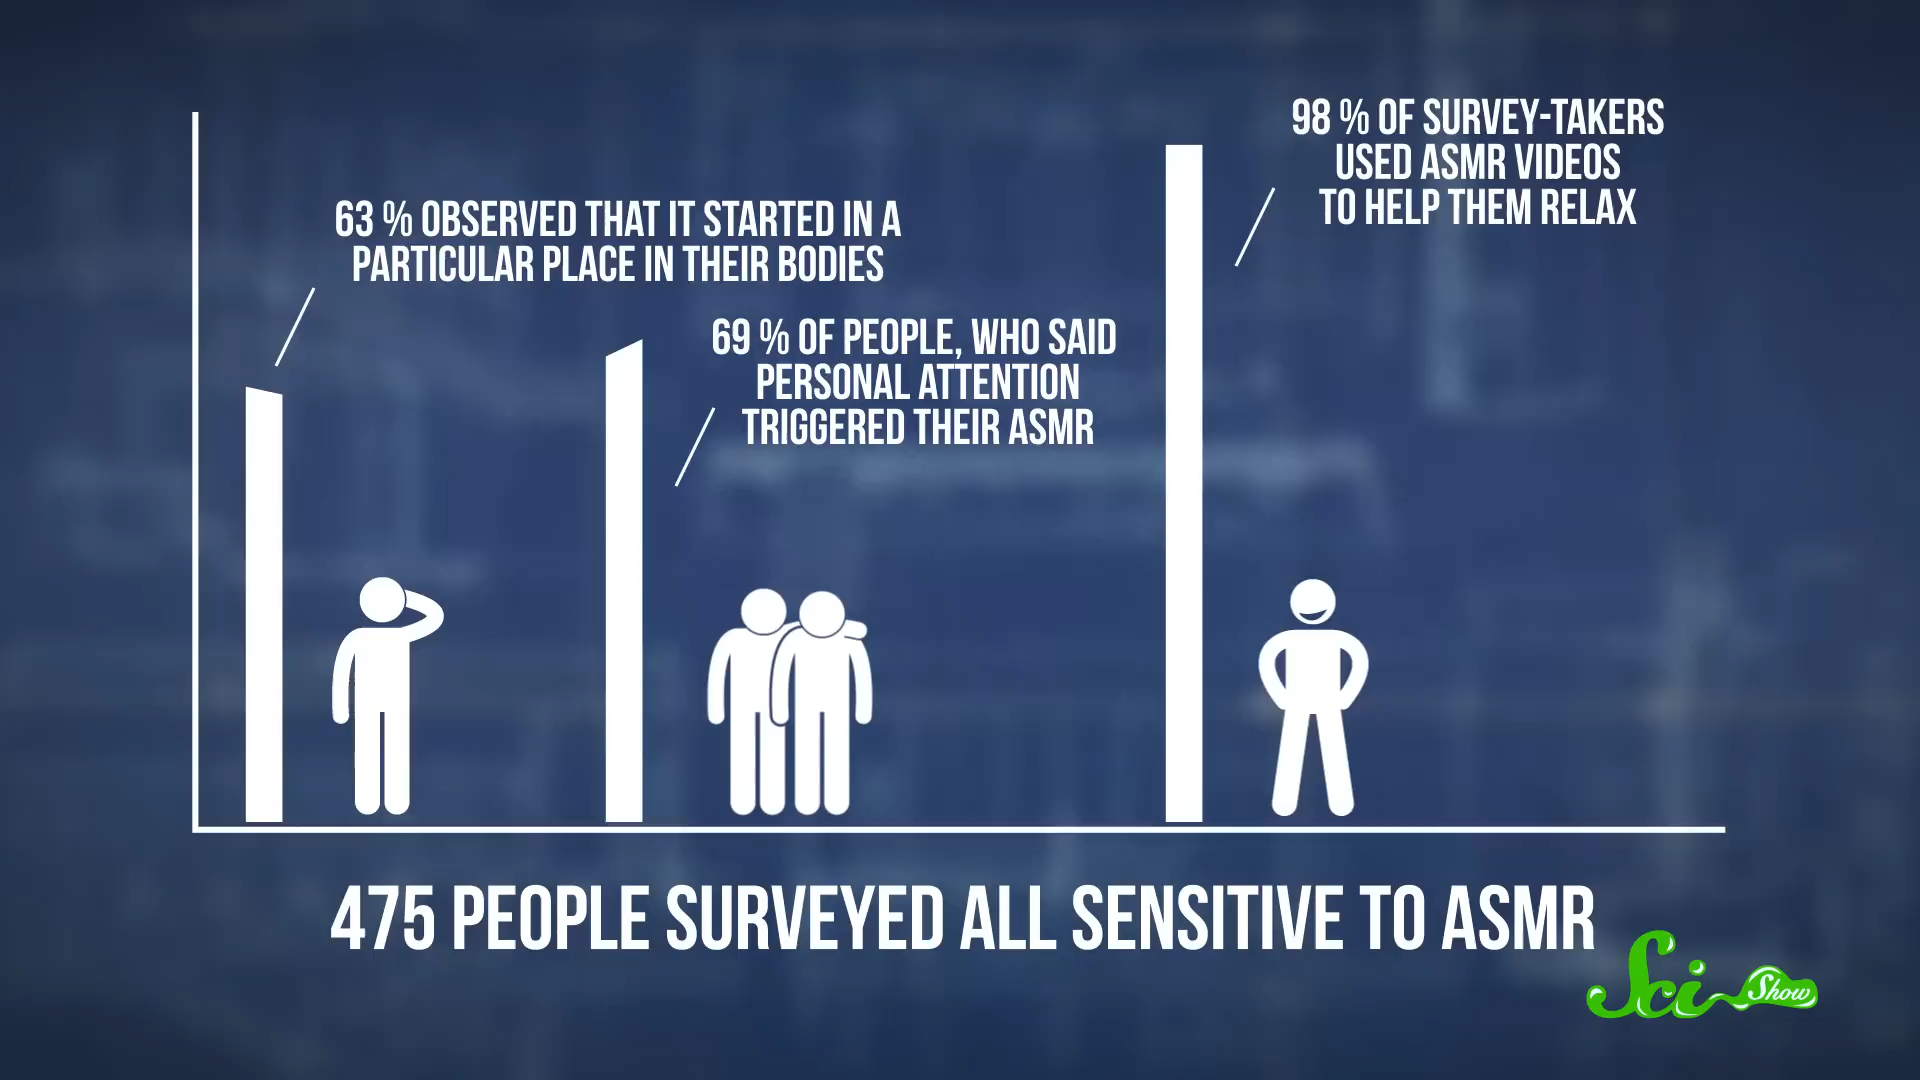 63 % OBSERVED THAT IT STARTED IN A
PARTICULAR PLACE IN THEIR BODIES
69 % OF PEOPLE, WHO SAID
PERSONAL ATTENTION
TRIGGERED THEIR ASMR
98 % OF SURVEY-TAKERS
USED ASMR VIDEOS
TO HELP THEM RELAX
475 PEOPLE SURVEYED ALL SENSITIVE TO ASMR
Sci Show